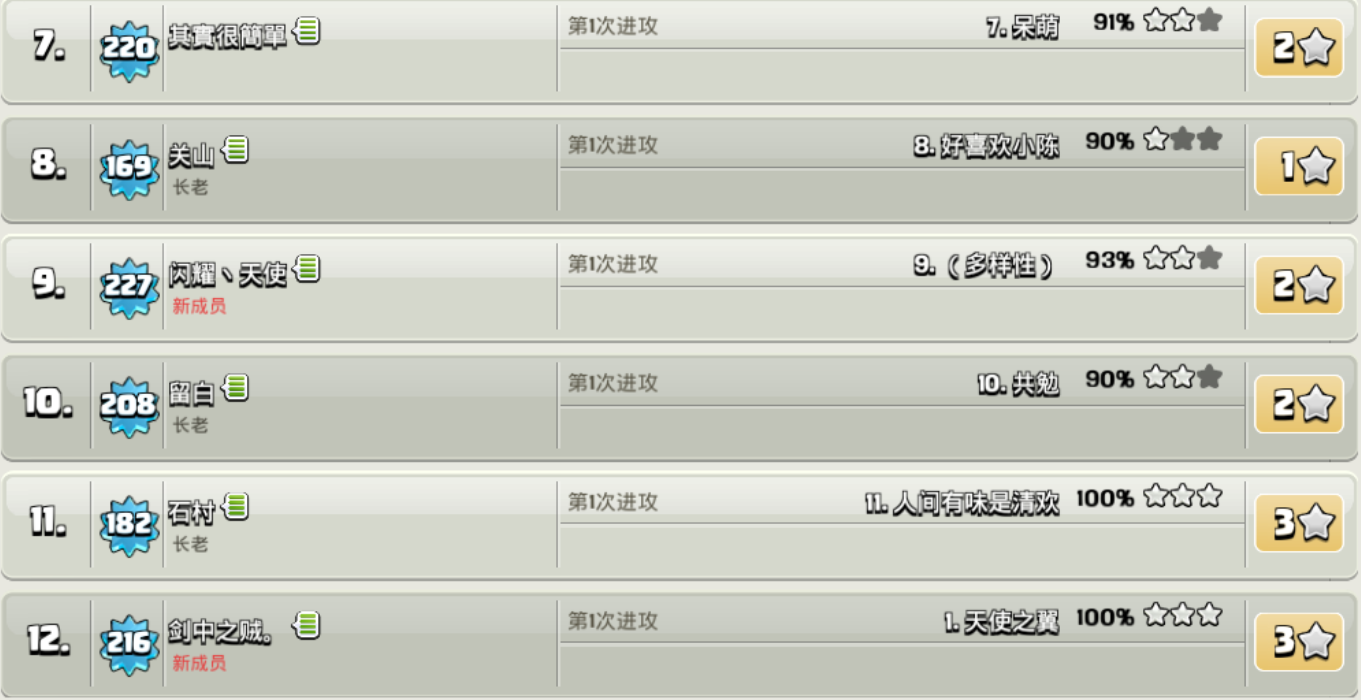 7. 220 其實很簡單 第1次进攻 7. 呆萌 91% 2
8. 169 关山 第1次进攻 8. 好喜欢小陈 90% 1
长老
9. 227 闪耀丶天使 第1次进攻 9. (多样性) 93% 2
新成员
10. 208 留白 第1次进攻 10. 共勉 90% 2
长老
11. 182 石村 第1次进攻 11. 人间有味是清欢 100% 3
长老
12. 216 剑中之贼。 第1次进攻 1. 天使之翼 100% 3
新成员